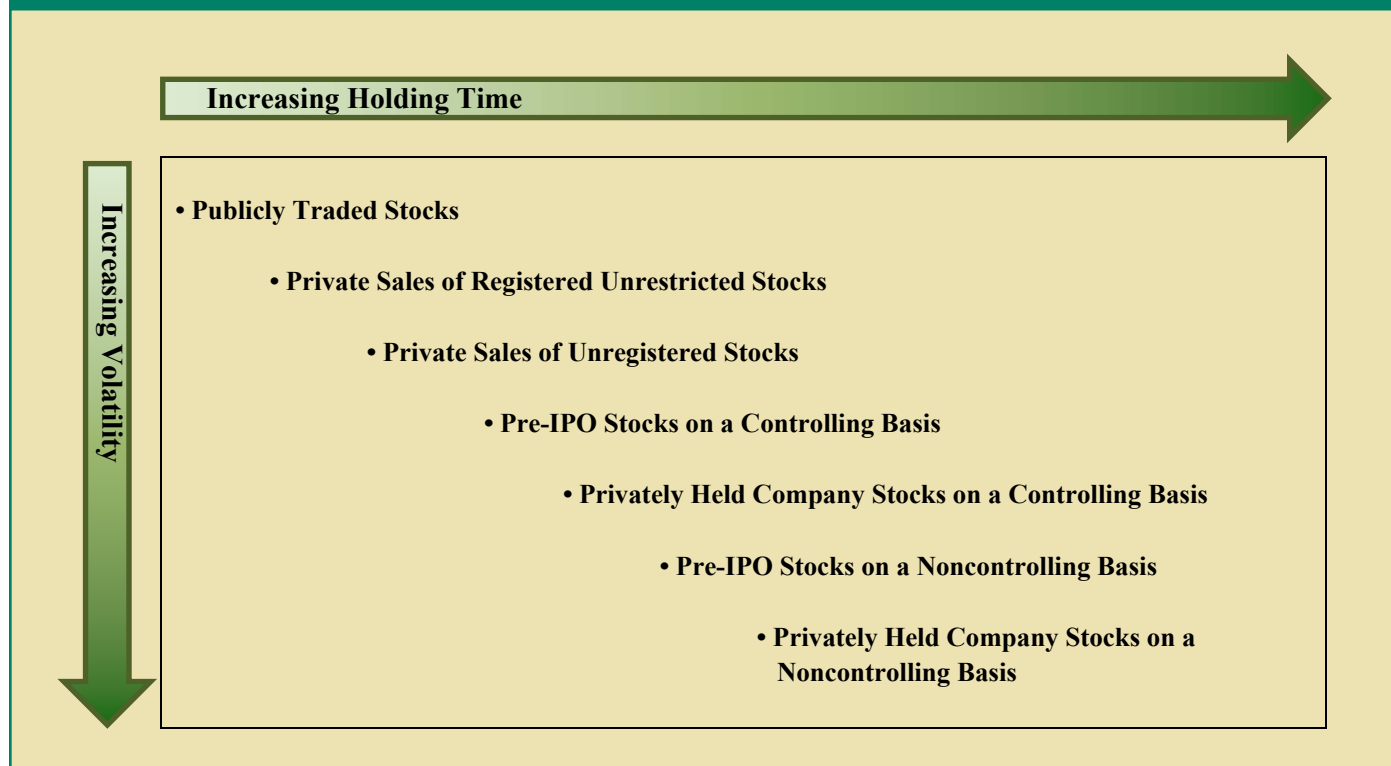 Increasing Holding Time
Increasing Volatility
• Publicly Traded Stocks
• Private Sales of Registered Unrestricted Stocks
• Private Sales of Unregistered Stocks
• Pre-IPO Stocks on a Controlling Basis
• Privately Held Company Stocks on a Controlling Basis
• Pre-IPO Stocks on a Noncontrolling Basis
• Privately Held Company Stocks on a
Noncontrolling Basis